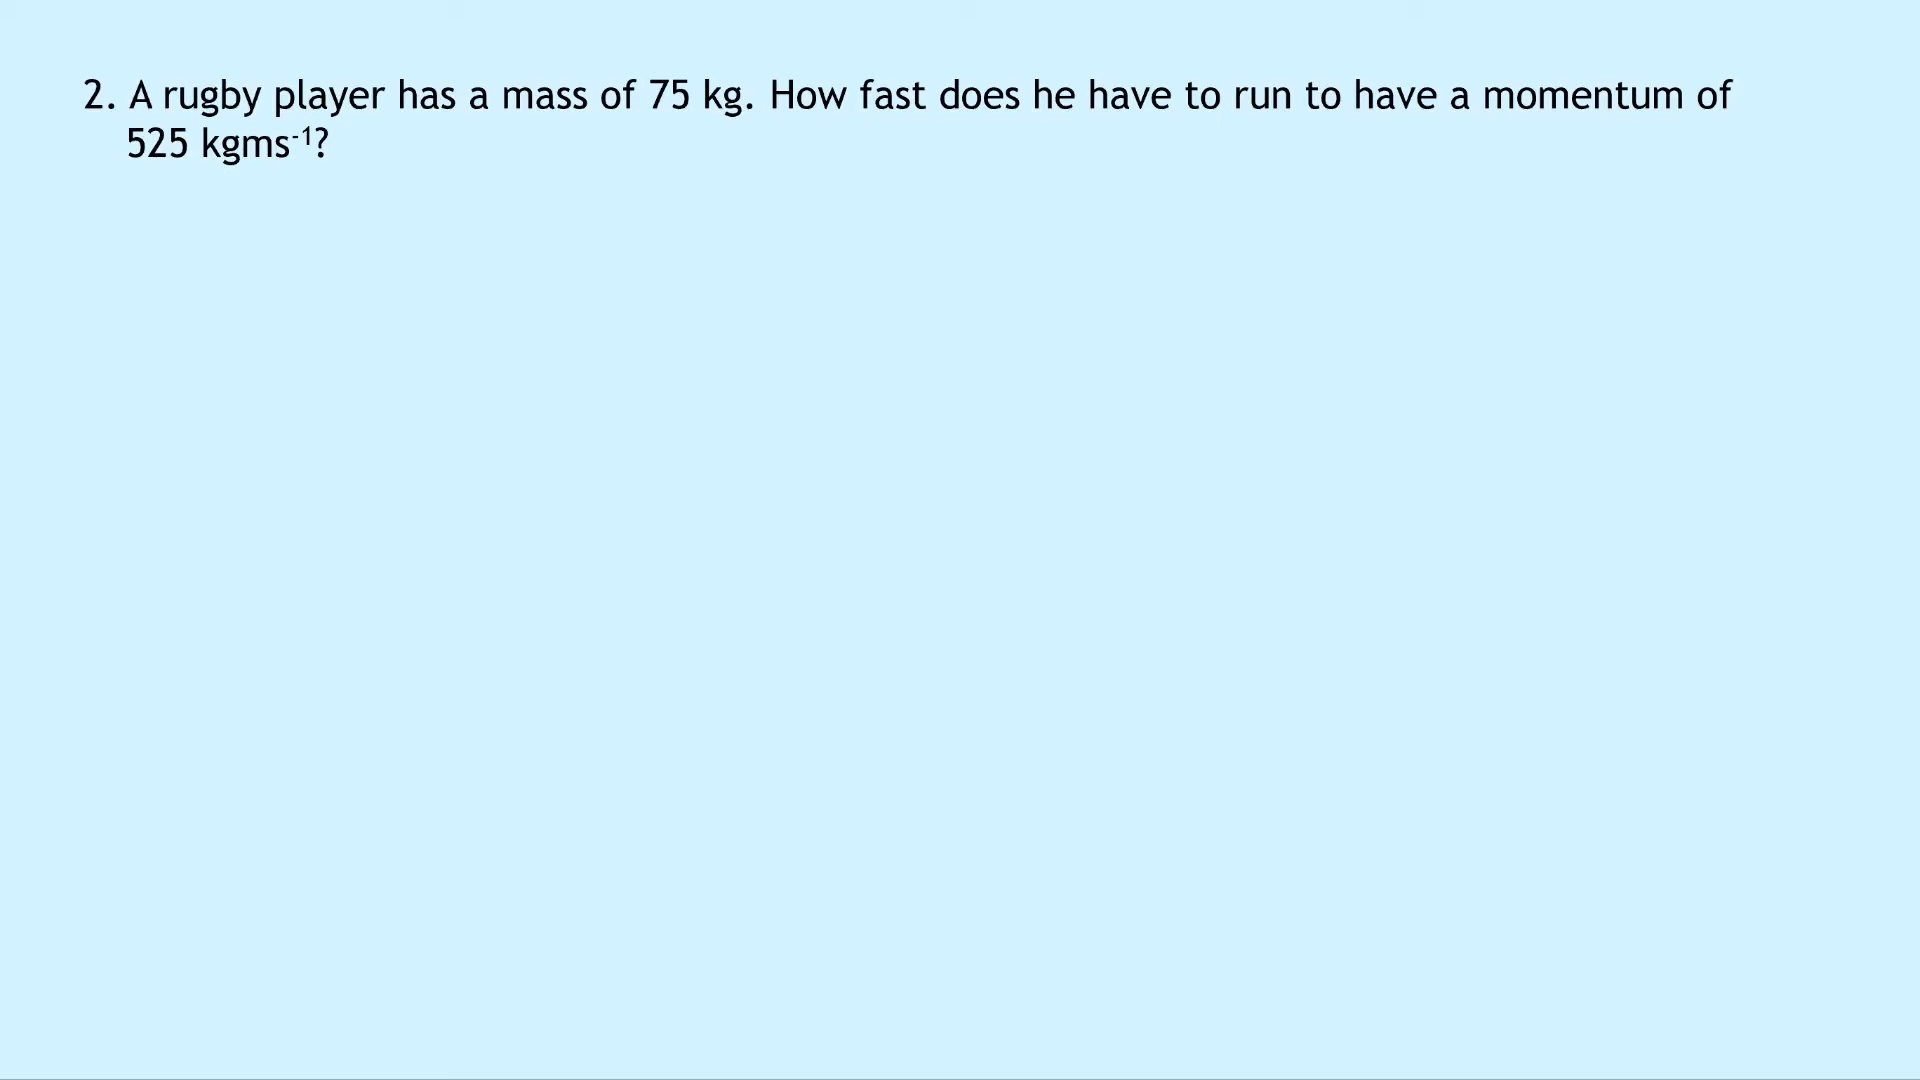 2. A rugby player has a mass of 75 kg. How fast does he have to run to have a momentum of
525 kgms⁻¹?